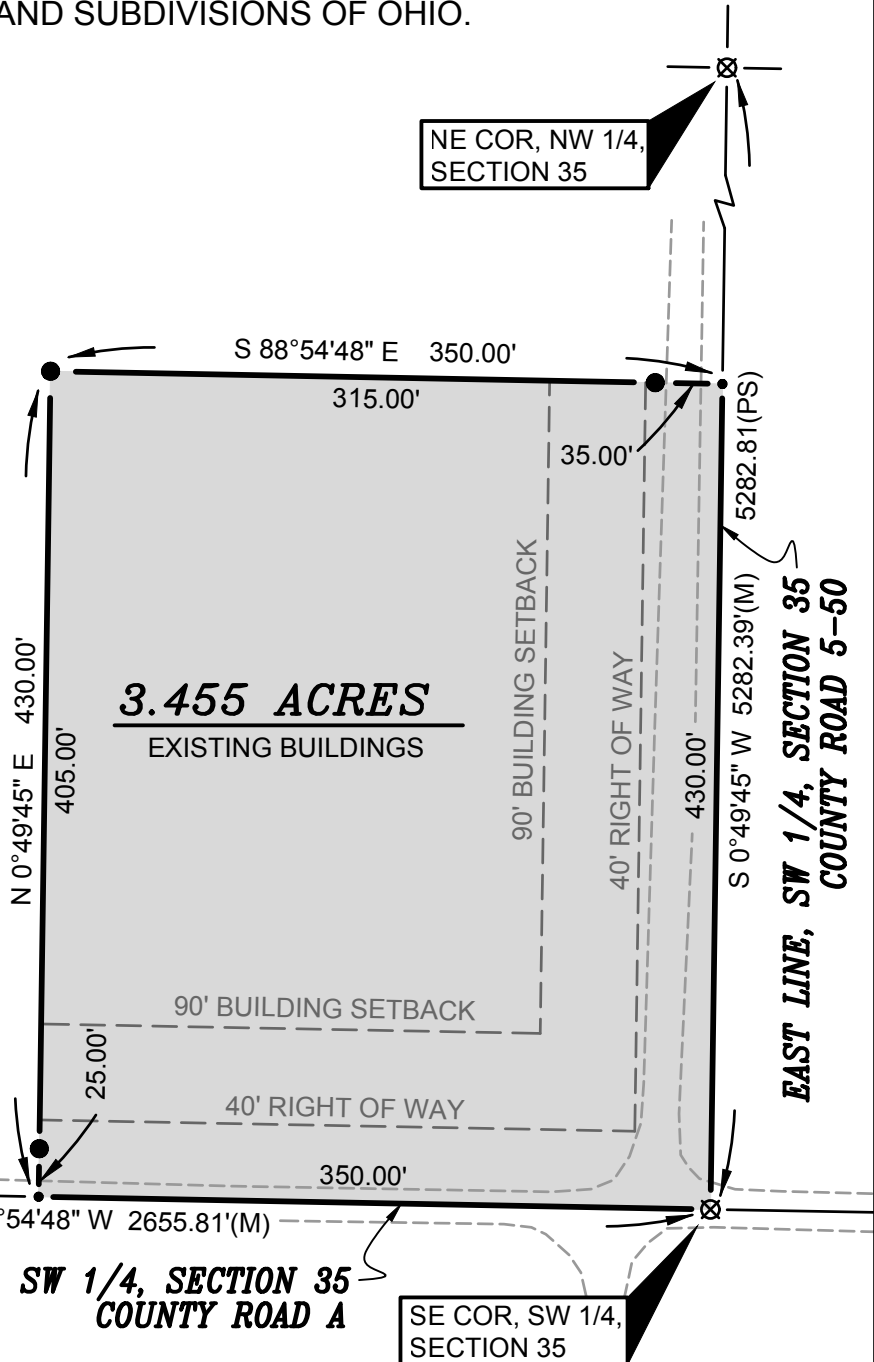 AND SUBDIVISIONS OF OHIO.
NE COR, NW 1/4,
SECTION 35
S 88°54'48" E 350.00'
315.00'
35.00'
5282.81(PS)
S 0°49'45" W 5282.39'(M)
430.00'
EAST LINE, SW 1/4, SECTION 35
COUNTY ROAD 5-50
N 0°49'45" E 430.00'
405.00'
3.455 ACRES
EXISTING BUILDINGS
90' BUILDING SETBACK
40' RIGHT OF WAY
90' BUILDING SETBACK
25.00'
40' RIGHT OF WAY
350.00'
°54'48" W 2655.81'(M)
SW 1/4, SECTION 35
COUNTY ROAD A
SE COR, SW 1/4,
SECTION 35